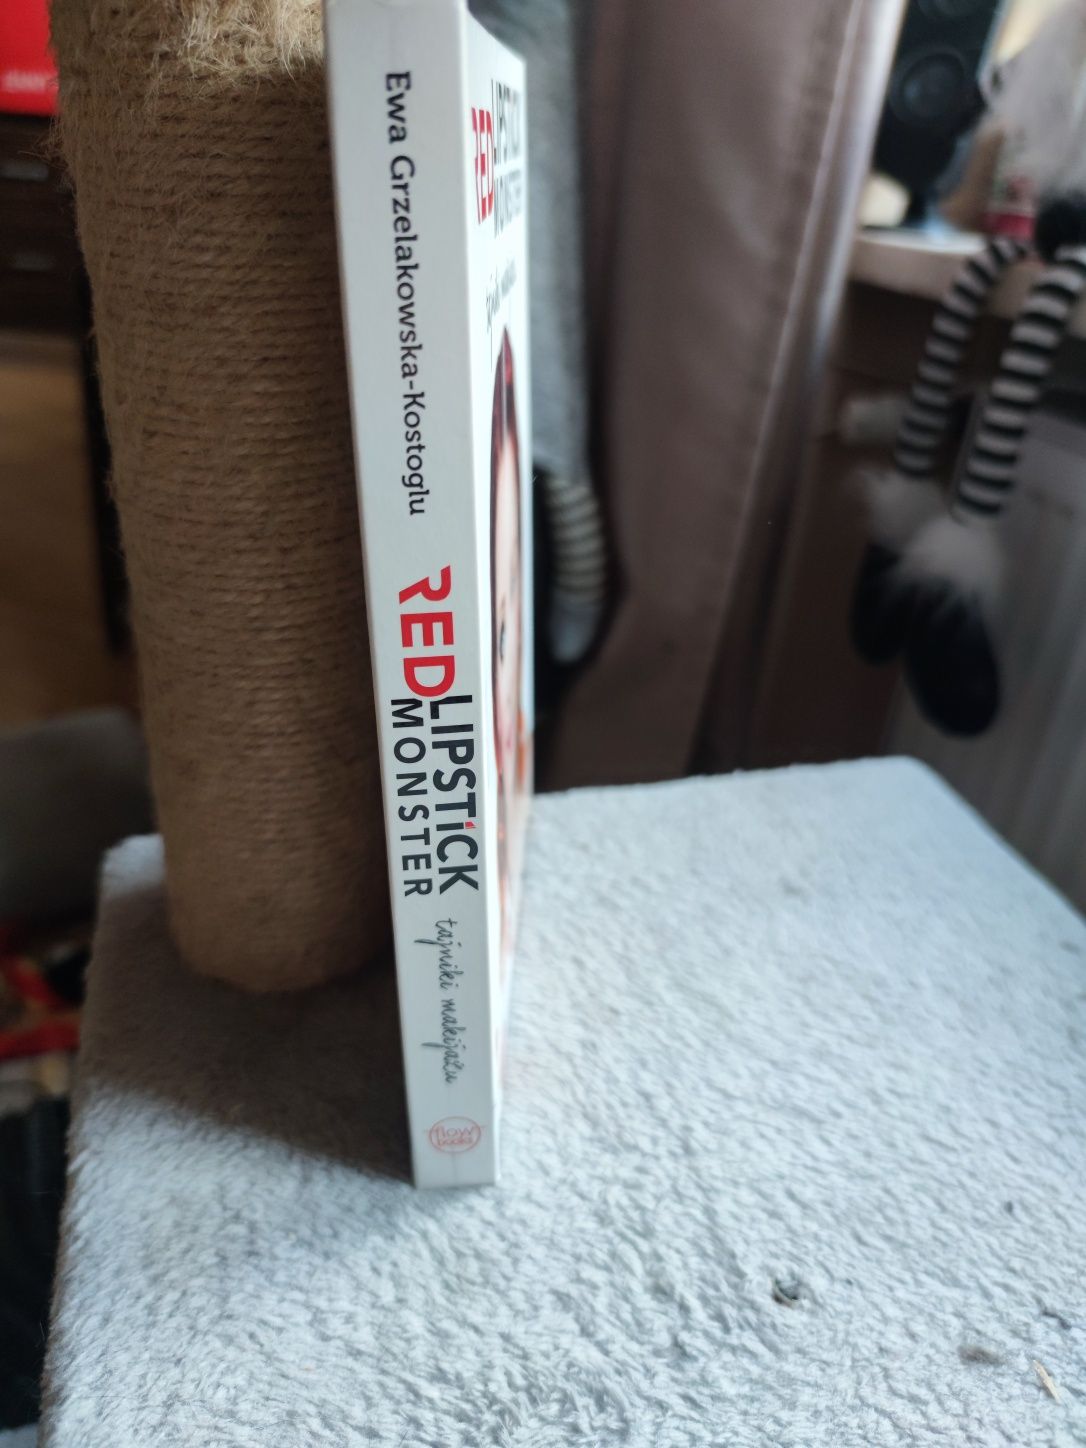 Ewa Grzelakowska-Kostoglu
RED LIPSTICK
MONSTER
tajniki makijażu
flow
books
RED LIPSTICK
MONSTER